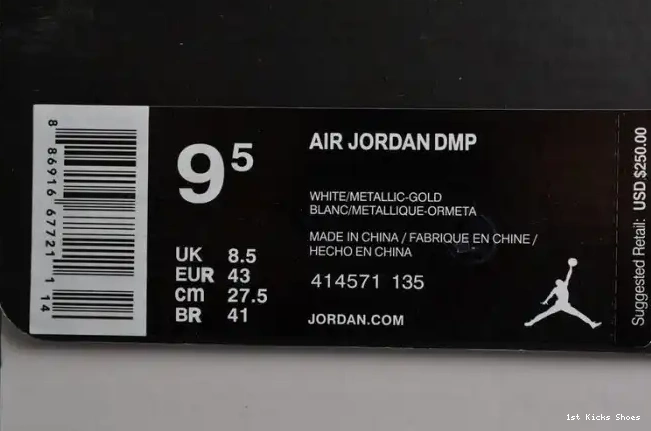 8 86916 67721 1 14
9⁵
UK 8.5
EUR 43
cm 27.5
BR 41
AIR JORDAN DMP
WHITE/METALLIC-GOLD
BLANC/METALLIQUE-ORMETA
MADE IN CHINA / FABRIQUE EN CHINE /
HECHO EN CHINA
414571 135
JORDAN.COM
Suggested Retail: USD $250.00
1st Kicks Shoes